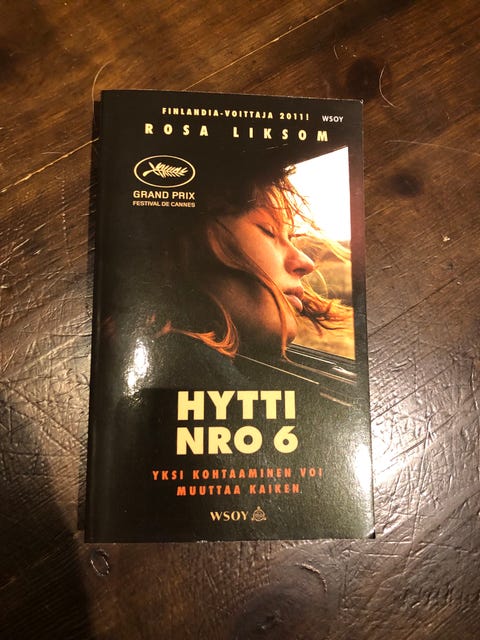 FINLANDIA-VOITTAJA 2011!
WSOY
ROSA LIKSOM
GRAND PRIX
FESTIVAL DE CANNES
HYTTI
NRO 6
YKSI KOHTAAMINEN VOI
MUUTTAA KAIKEN.
WSOY